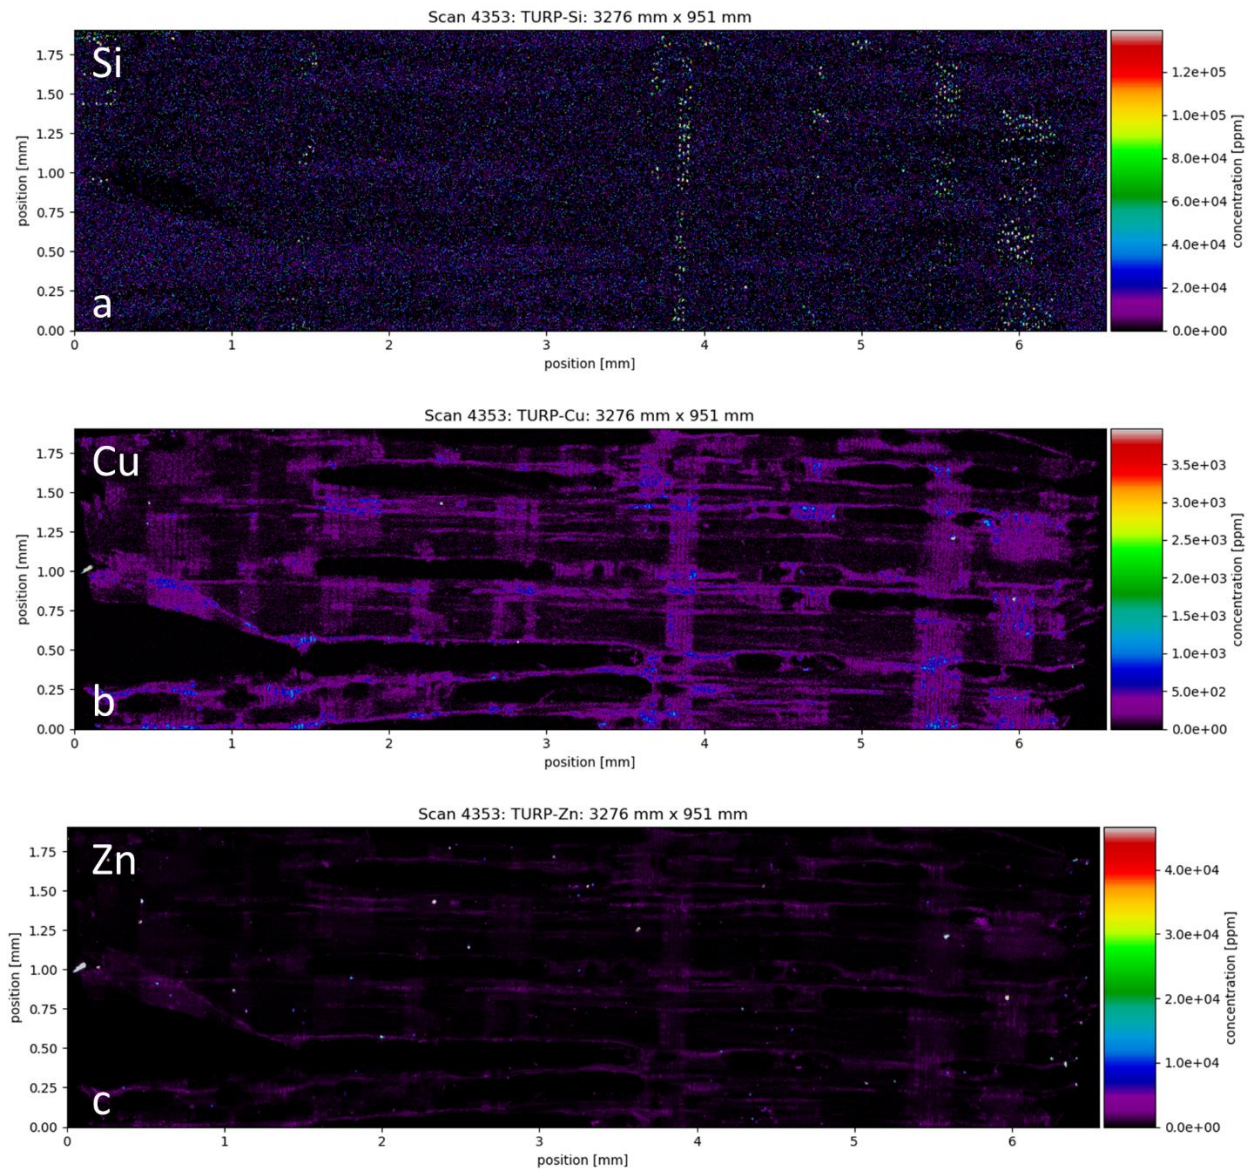 Scan 4353: TURP-Si: 3276 mm x 951 mm
Si
a
position [mm]
1.75
1.50
1.25
1.00
0.75
0.50
0.25
0.00
0 1 2 3 4 5 6
position [mm]
1.2e+05
1.0e+05
8.0e+04
6.0e+04
4.0e+04
2.0e+04
0.0e+00
concentration [ppm]
Scan 4353: TURP-Cu: 3276 mm x 951 mm
Cu
b
position [mm]
1.75
1.50
1.25
1.00
0.75
0.50
0.25
0.00
0 1 2 3 4 5 6
position [mm]
3.5e+03
3.0e+03
2.5e+03
2.0e+03
1.5e+03
1.0e+03
5.0e+02
0.0e+00
concentration [ppm]
Scan 4353: TURP-Zn: 3276 mm x 951 mm
Zn
c
position [mm]
1.75
1.50
1.25
1.00
0.75
0.50
0.25
0.00
0 1 2 3 4 5 6
position [mm]
4.0e+04
3.0e+04
2.0e+04
1.0e+04
0.0e+00
concentration [ppm]